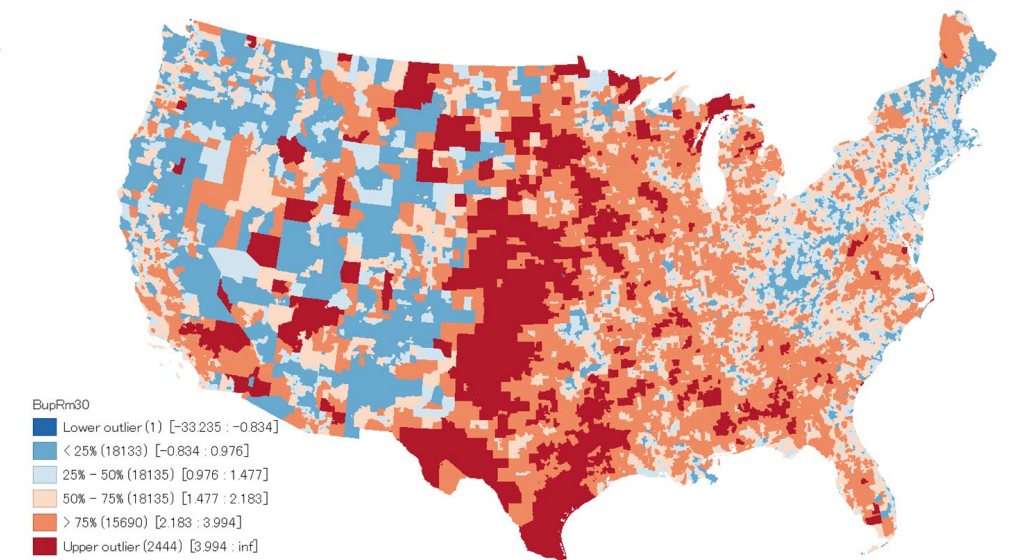 BupRm30
Lower outlier (1) [-33.235 : -0.834]
< 25% (18133) [-0.834 : 0.976]
25% - 50% (18135) [0.976 : 1.477]
50% - 75% (18135) [1.477 : 2.183]
> 75% (15690) [2.183 : 3.994]
Upper outlier (2444) [3.994 : inf]